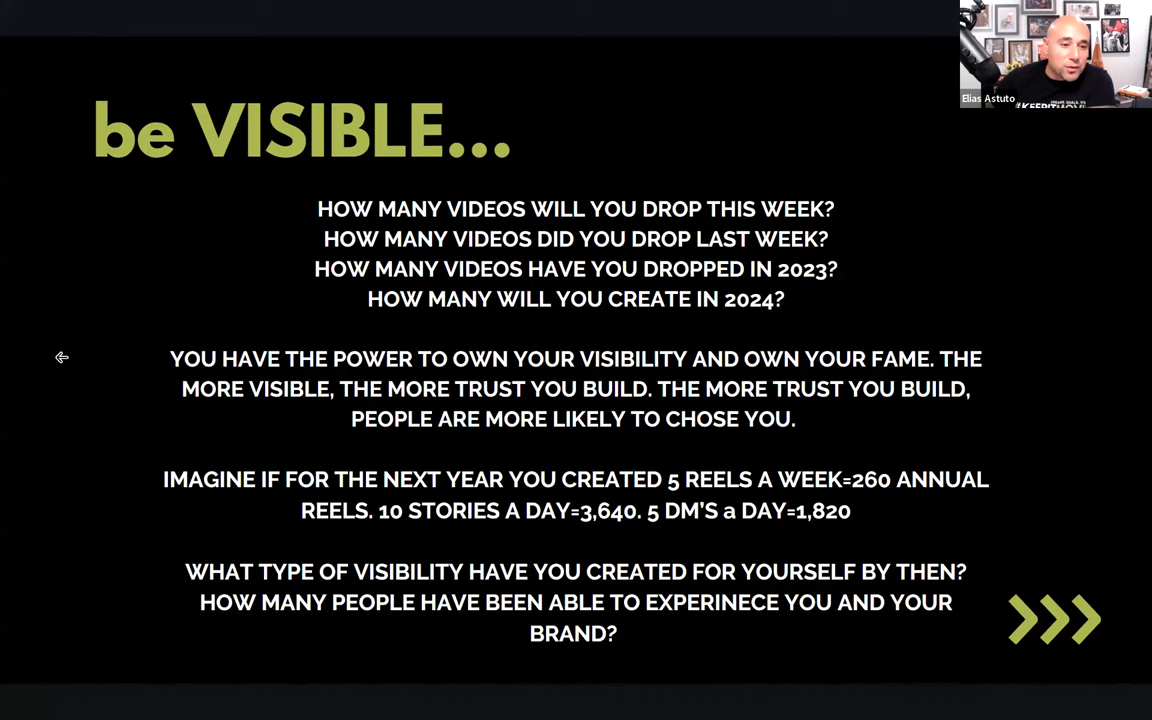 be VISIBLE...
HOW MANY VIDEOS WILL YOU DROP THIS WEEK?
HOW MANY VIDEOS DID YOU DROP LAST WEEK?
HOW MANY VIDEOS HAVE YOU DROPPED IN 2023?
HOW MANY WILL YOU CREATE IN 2024?
YOU HAVE THE POWER TO OWN YOUR VISIBILITY AND OWN YOUR FAME. THE
MORE VISIBLE, THE MORE TRUST YOU BUILD. THE MORE TRUST YOU BUILD,
PEOPLE ARE MORE LIKELY TO CHOSE YOU.
IMAGINE IF FOR THE NEXT YEAR YOU CREATED 5 REELS A WEEK=260 ANNUAL
REELS. 10 STORIES A DAY=3,640. 5 DM'S a DAY=1,820
WHAT TYPE OF VISIBILITY HAVE YOU CREATED FOR YOURSELF BY THEN?
HOW MANY PEOPLE HAVE BEEN ABLE TO EXPERINECE YOU AND YOUR
BRAND?
Elias Astuto